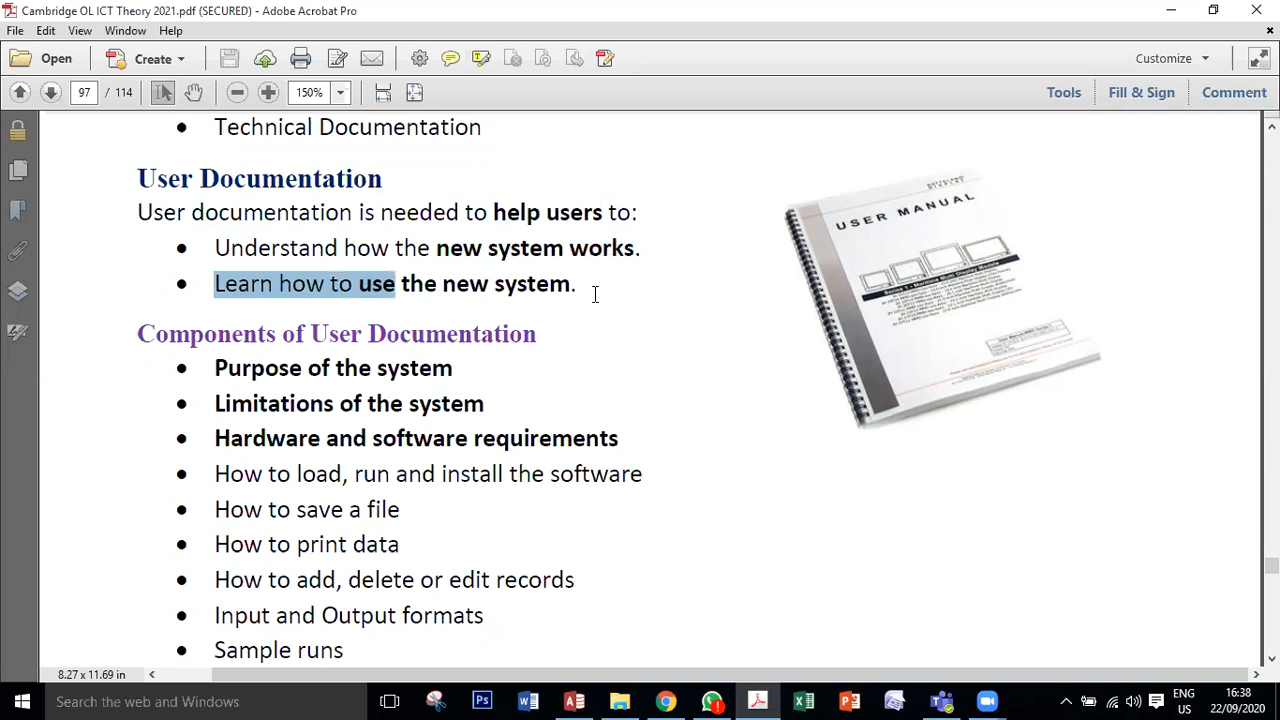 Cambridge OL ICT Theory 2021.pdf (SECURED) - Adobe Acrobat Pro
File Edit View Window Help
Open Create Customize
97 / 114 150% Tools Fill & Sign Comment
• Technical Documentation
User Documentation
User documentation is needed to help users to:
• Understand how the new system works.
• Learn how to use the new system.
USER MANUAL
Components of User Documentation
• Purpose of the system
• Limitations of the system
• Hardware and software requirements
• How to load, run and install the software
• How to save a file
• How to print data
• How to add, delete or edit records
• Input and Output formats
• Sample runs
8.27 x 11.69 in
Search the web and Windows
ENG 16:38
US 22/09/2020